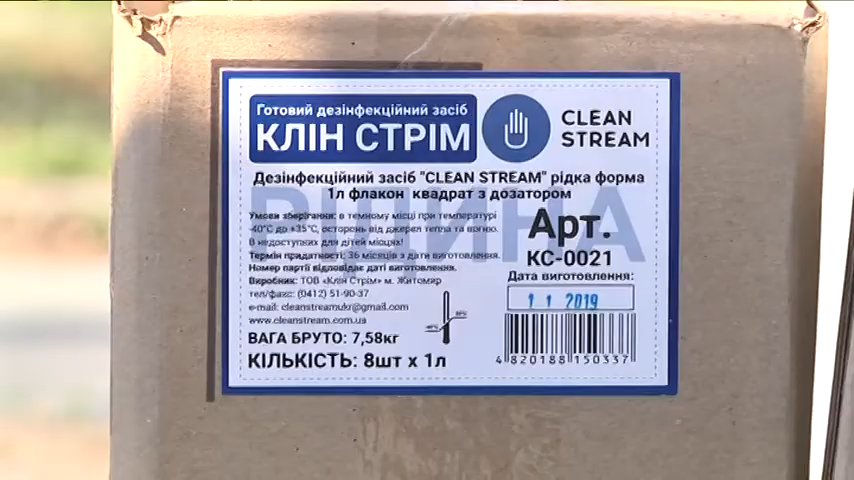 Готовий дезінфекційний засіб
КЛІН СТРІМ
CLEAN
STREAM
Дезінфекційний засіб "CLEAN STREAM" рідка форма
1л флакон квадрат з дозатором
РІДИНА
Умови зберігання: в темному місці при температурі
-40°С до +35°С, осторонь від джерел тепла та вогню.
В недоступних для дітей місцях!
Термін придатності: 36 місяців з дати виготовлення.
Номер партії відповідає даті виготовлення.
Виробник: ТОВ «Клін Стрім» м. Житомир
тел/факс: (0412) 51-90-37
e-mail: cleanstreamukr@gmail.com
www.cleanstream.com.ua
ВАГА БРУТО: 7,58кг
КІЛЬКІСТЬ: 8шт х 1л
Арт.
КС-0021
Дата виготовлення:
11 2019
4 820188 150337